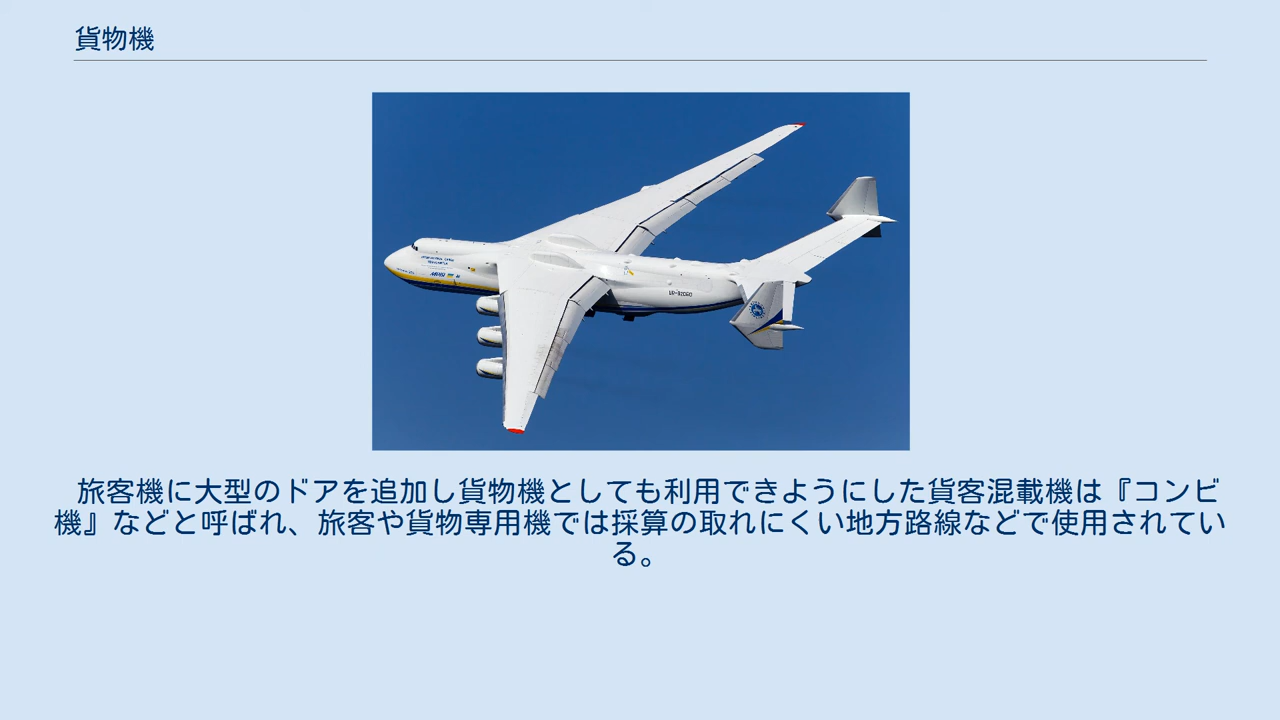 貨物機
旅客機に大型のドアを追加し貨物機としても利用できようにした貨客混載機は『コンビ
機』などと呼ばれ、旅客や貨物専用機では採算の取れにくい地方路線などで使用されてい
る。